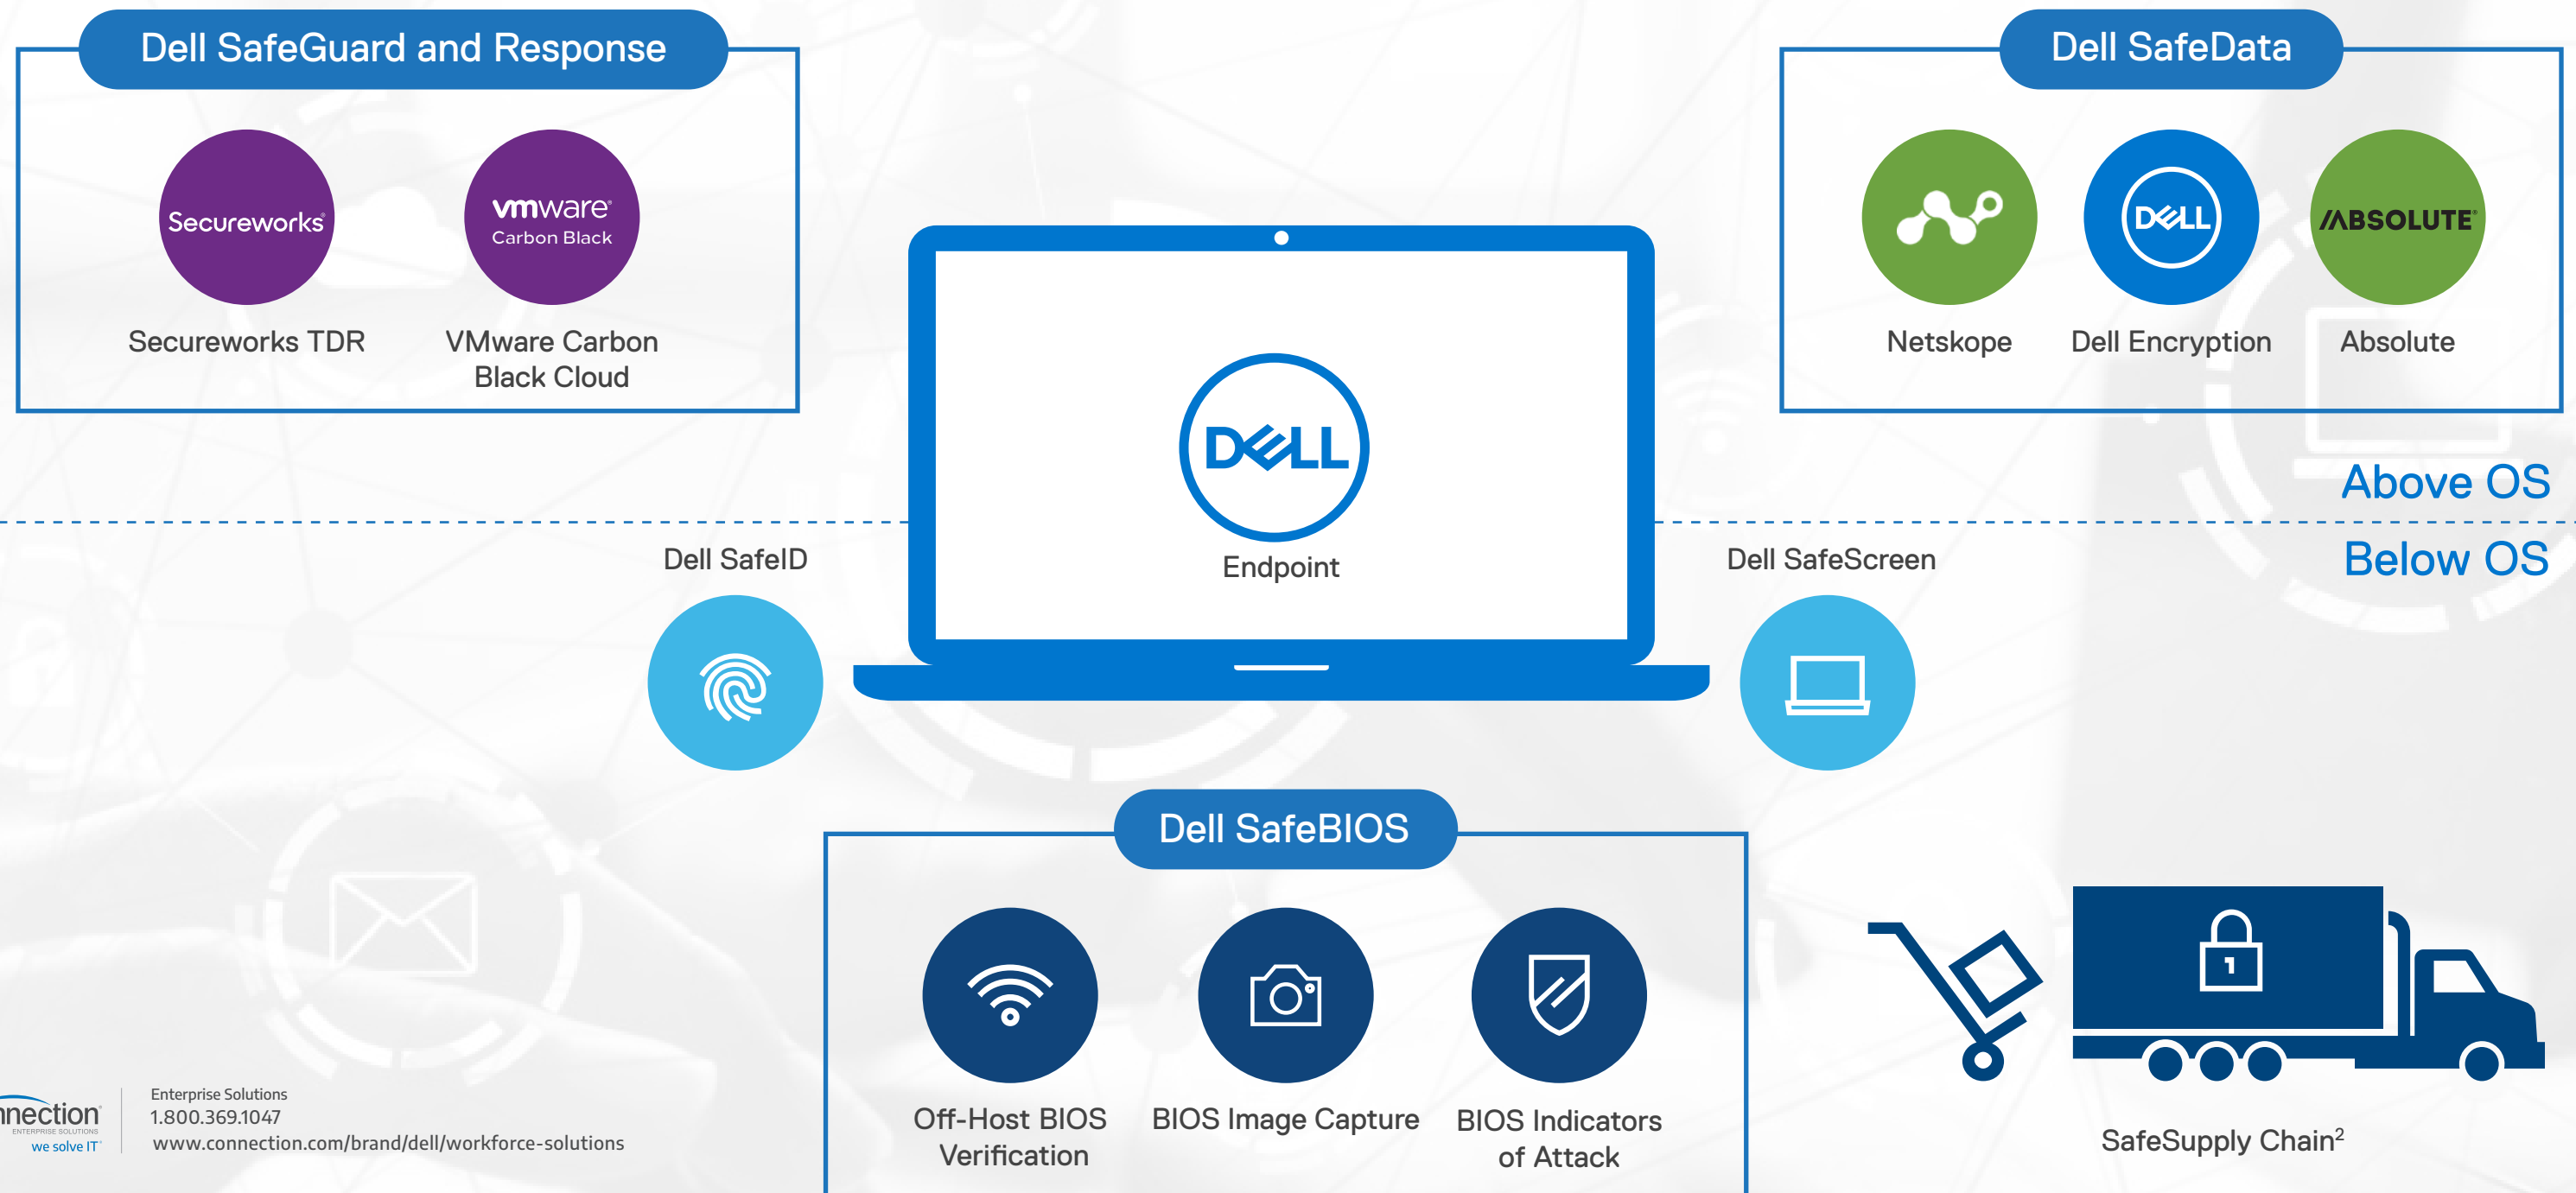 Dell SafeGuard and Response
Secureworks
vmware
Carbon Black
Secureworks TDR
VMware Carbon
Black Cloud
Dell SafeData
DELL
ABSOLUTE
Netskope
Dell Encryption
Absolute
DELL
Endpoint
Above OS
Below OS
Dell SafeID
Dell SafeScreen
Dell SafeBIOS
Off-Host BIOS
Verification
BIOS Image Capture
BIOS Indicators
of Attack
1
SafeSupply Chain²
nnection
ENTERPRISE SOLUTIONS
we solve IT
Enterprise Solutions
1.800.369.1047
www.connection.com/brand/dell/workforce-solutions